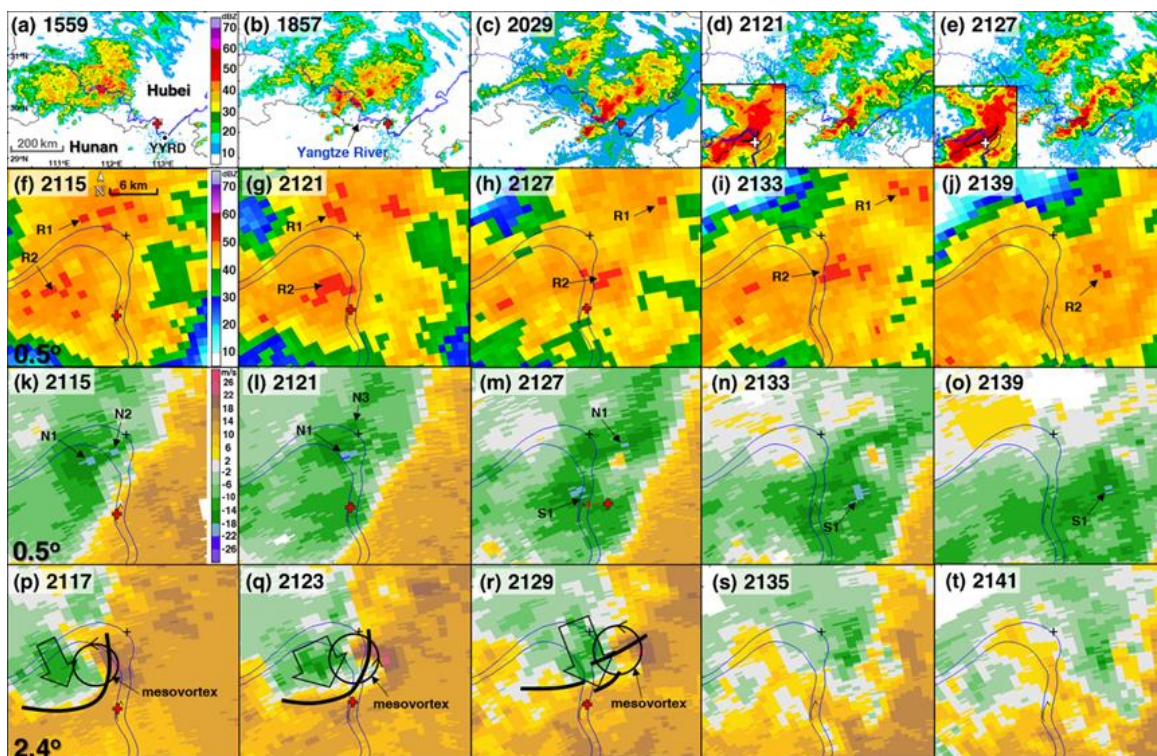 (a) 1559
dBZ
70
60
50
40
30
20
10
31°N
30°N
29°N
Hubei
Hunan
YYRD
200 km
111°E 112°E 113°E
(b) 1857
Yangtze River
(c) 2029
(d) 2121
(e) 2127
(f) 2115
N
6 km
R1
R2
0.5º
dBZ
70
60
50
40
30
20
10
(g) 2121
R1
R2
(h) 2127
R1
R2
(i) 2133
R1
R2
(j) 2139
R2
(k) 2115
N2
N1
0.5º
m/s
26
22
18
14
10
6
2
-2
-6
-10
-14
-18
-22
-26
(l) 2121
N3
N1
(m) 2127
N1
S1
(n) 2133
S1
(o) 2139
S1
(p) 2117
mesovortex
2.4º
(q) 2123
mesovortex
(r) 2129
mesovortex
(s) 2135
(t) 2141